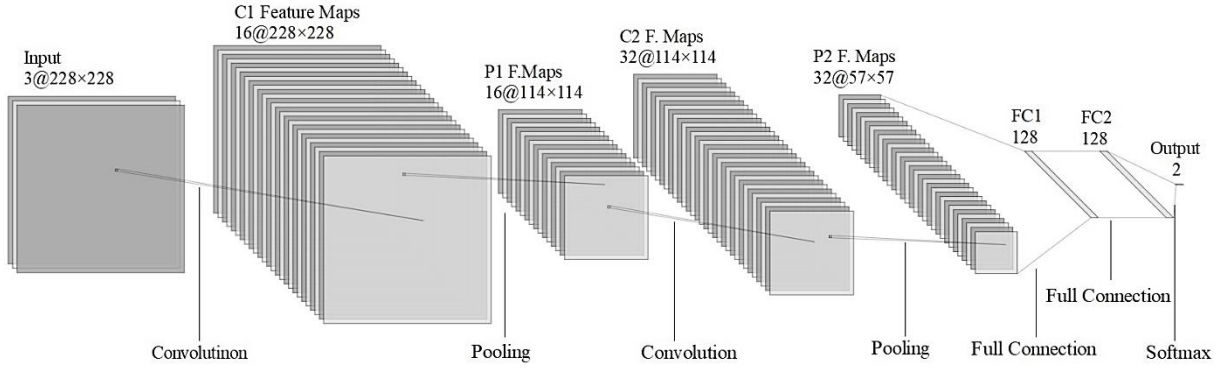 Input
3@228×228
C1 Feature Maps
16@228×228
P1 F.Maps
16@114×114
C2 F. Maps
32@114×114
P2 F. Maps
32@57×57
FC1
128
FC2
128
Output
2
Convolutinon
Pooling
Convolution
Pooling
Full Connection
Full Connection
Softmax